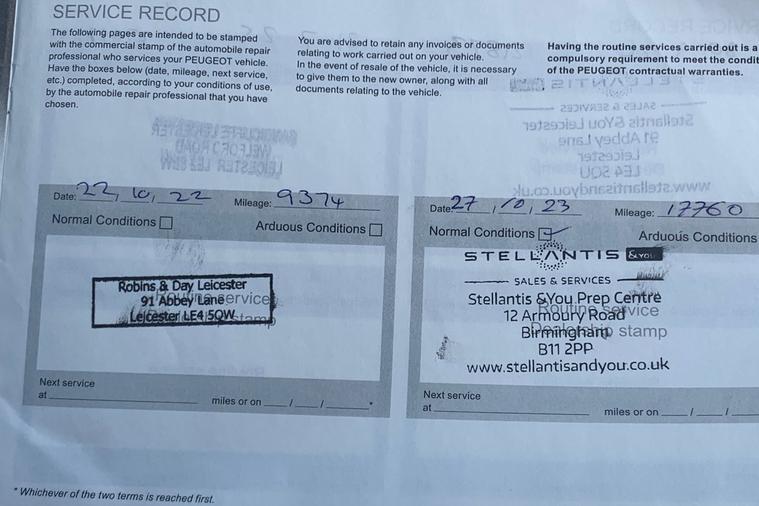 SERVICE RECORD
The following pages are intended to be stamped
with the commercial stamp of the automobile repair
professional who services your PEUGEOT vehicle.
Have the boxes below (date, mileage, next service,
etc.) completed, according to your conditions of use,
by the automobile repair professional that you have
chosen.
You are advised to retain any invoices or documents
relating to work carried out on your vehicle.
In the event of resale of the vehicle, it is necessary
to give them to the new owner, along with all
documents relating to the vehicle.
Having the routine services carried out is a
compulsory requirement to meet the condit
of the PEUGEOT contractual warranties.
Date: 22, 10, 22 Mileage: 9374
Normal Conditions Arduous Conditions
Robins & Day Leicester
91 Abbey Lane
Leicester LE4 5QW
service
stamp
Next service
at miles or on / / *
Date: 27 / 10, 23 Mileage: 17760
Normal Conditions Arduous Conditions
STELLANTIS &YOU
SALES & SERVICES
Stellantis &You Prep Centre
12 Armoury Road
Birmingham
B11 2PP
www.stellantisandyou.co.uk
Routine service
Dealership stamp
Next service
at miles or on / /
* Whichever of the two terms is reached first.